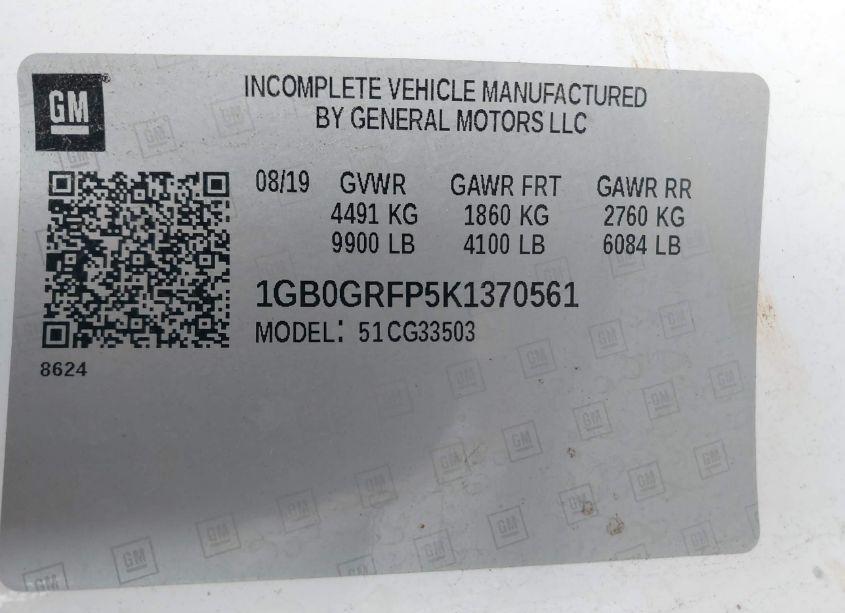 GM
INCOMPLETE VEHICLE MANUFACTURED
BY GENERAL MOTORS LLC
08/19 GVWR GAWR FRT GAWR RR
4491 KG 1860 KG 2760 KG
9900 LB 4100 LB 6084 LB
1GB0GRFP5K1370561
MODEL: 51CG33503
8624